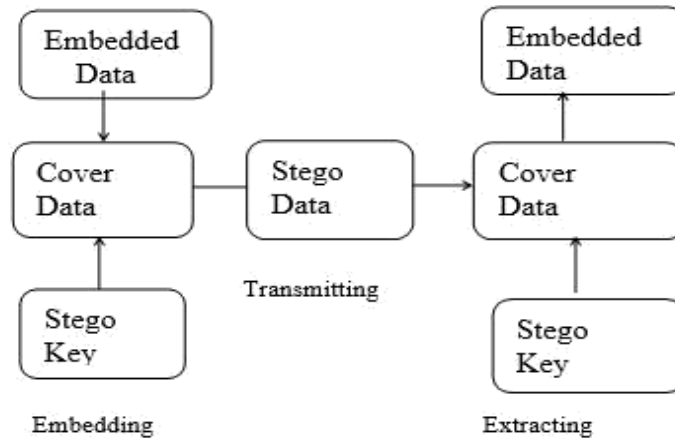 Embedded
Data
Embedded
Data
Cover
Data
Stego
Data
Cover
Data
Transmitting
Stego
Key
Stego
Key
Embedding
Extracting